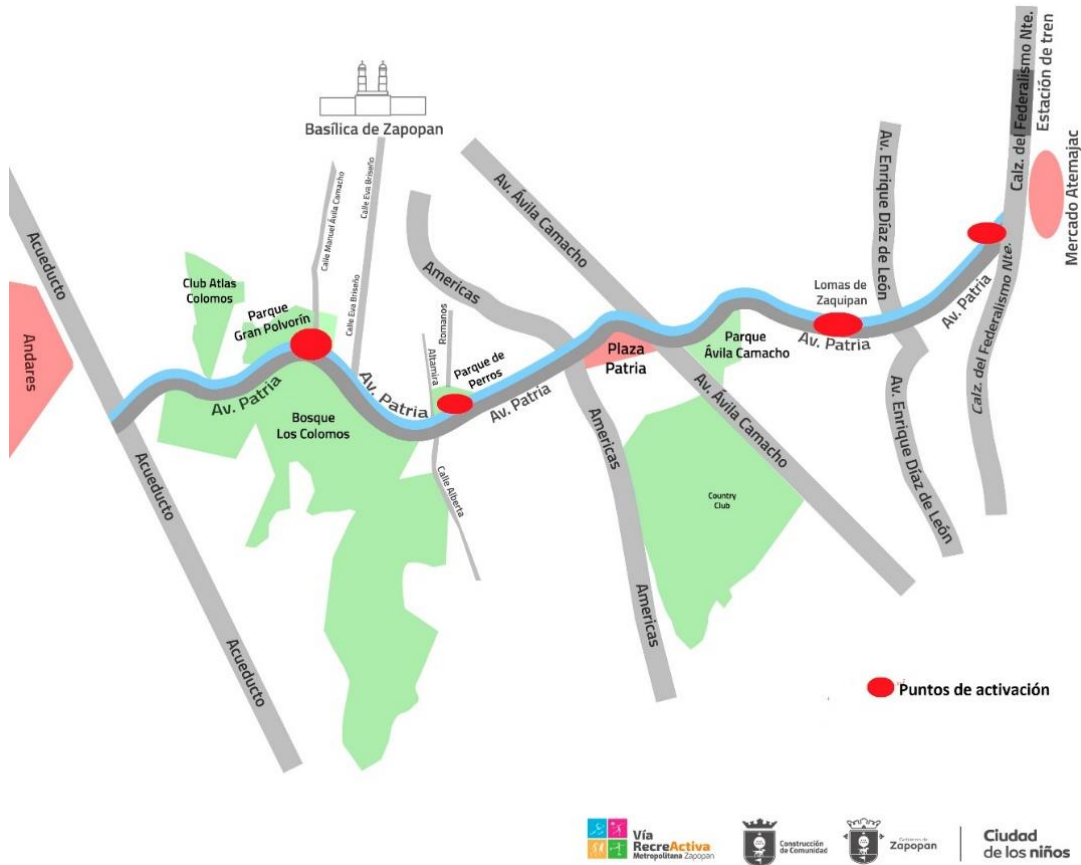 Basílica de Zapopan
Acueducto
Acueducto
Acueducto
Andares
Club Atlas
Colomos
Parque
Gran Polvorín
Calle Manuel Ávila Camacho
Calle Eva Briseño
Calle Eva Briseño
Av. Patria
Bosque
Los Colomos
Av. Patria
Altamira
Romanos
Parque de
Perros
Calle Alberta
Av. Patria
Americas
Americas
Americas
Plaza
Patria
Av. Ávila Camacho
Av. Ávila Camacho
Parque
Ávila Camacho
Country
Club
Lomas de
Zaquipan
Av. Patria
Av. Enrique Díaz de León
Av. Enrique Díaz de León
Av. Patria
Calz. del Federalismo Nte.
Calz. del Federalismo Nte.
Estación de tren
Mercado Atemajac
Puntos de activación
Vía
RecreActiva
Metropolitana Zapopan
Construcción
de Comunidad
Zapopan
Ciudad
de los niños